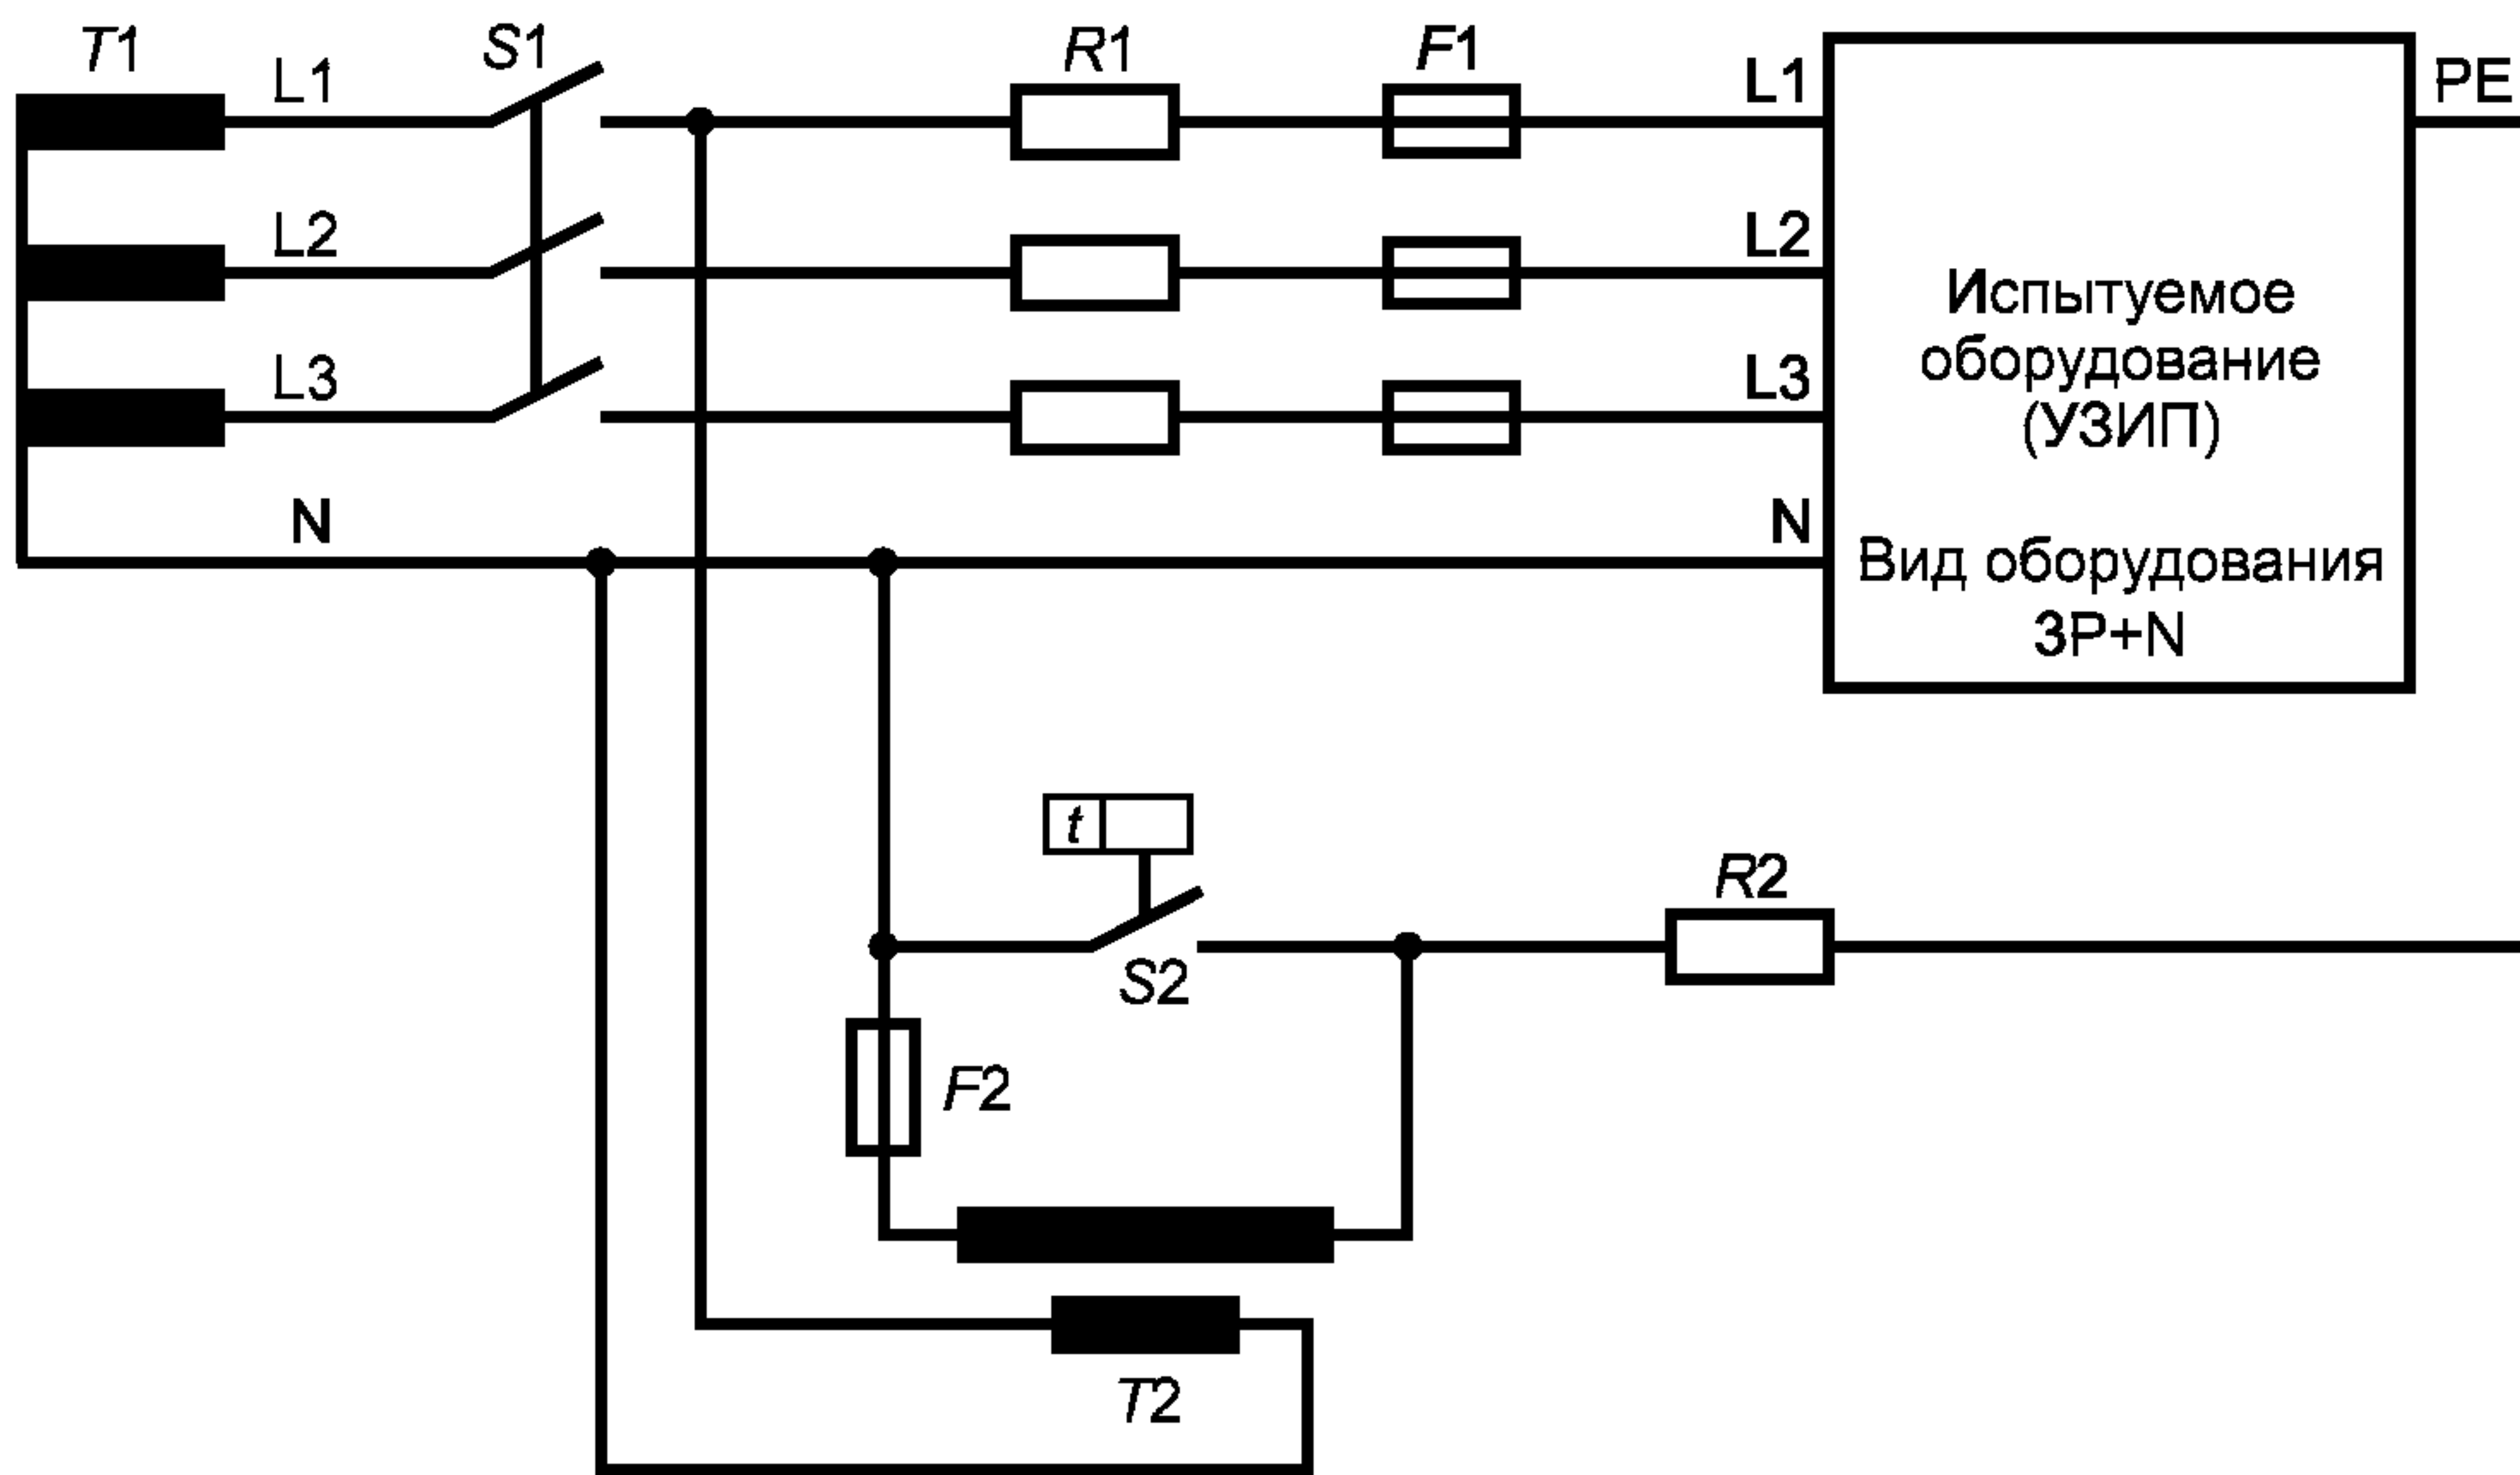 T1
S1
R1
F1
L1
L1
PE
L2
L2
L3
L3
N
N
Испытуемое
оборудование
(УЗИП)
Вид оборудования
3P+N
t
S2
R2
F2
T2